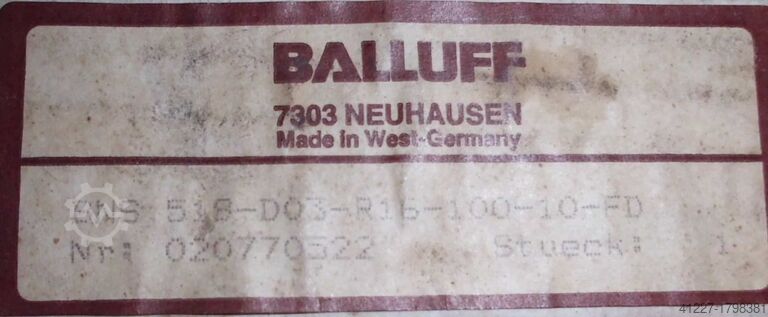 BALLUFF
7303 NEUHAUSEN
Made in West-Germany
BNS 516-D03-R16-100-10-FD
Nr: 020770522 Stueck: 1
41227-1798381